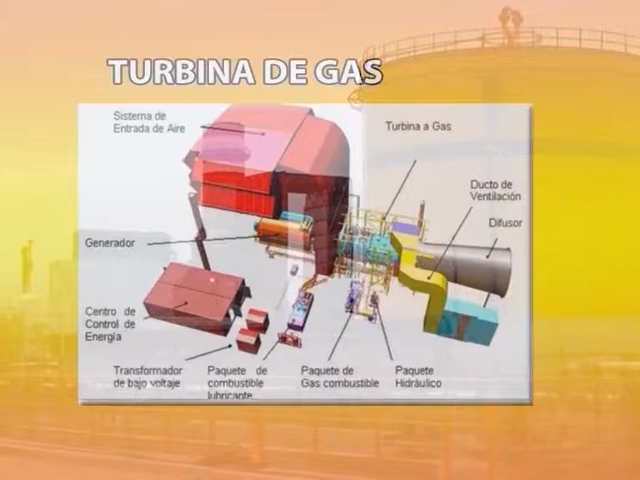 TURBINA DE GAS
Sistema de
Entrada de Aire
Turbina a Gas
Ducto de
Ventilación
Difusor
Generador
Centro de
Control de
Energía
Transformador
de bajo voltaje
Paquete de
combustible
lubricante
Paquete de
Gas combustible
Paquete
Hidráulico